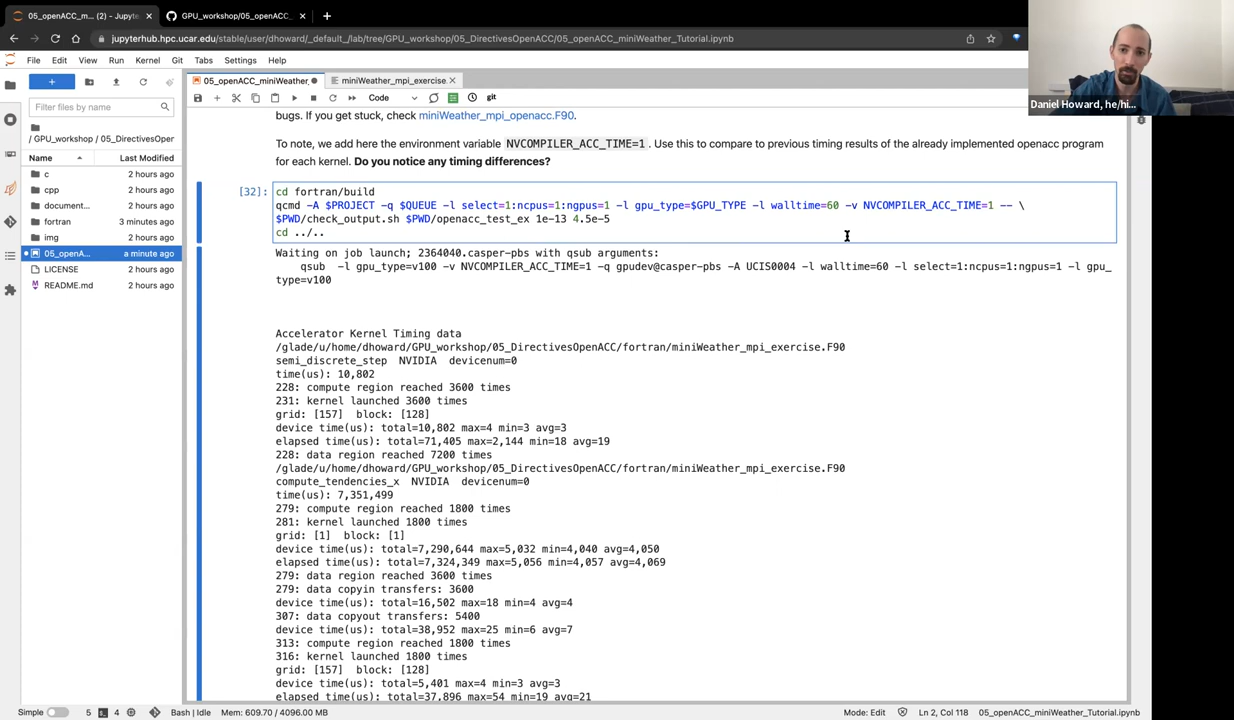 05_openACC_m... (2) - Jupyte
GPU_workshop/05_openACC_
jupyterhub.hpc.ucar.edu/stable/user/dhoward/_default_/lab/tree/GPU_workshop/05_DirectivesOpenACC/05_openACC_miniWeather_Tutorial.ipynb
Daniel Howard, he/hi...
File Edit View Run Kernel Git Tabs Settings Help
05_openACC_miniWeather_
miniWeather_mpi_exercise.
Code
git
Filter files by name
/ GPU_workshop / 05_DirectivesOper
Name Last Modified
c 2 hours ago
cpp 2 hours ago
document... 2 hours ago
fortran 3 minutes ago
img 2 hours ago
05_openA... a minute ago
LICENSE 2 hours ago
README.md 2 hours ago
bugs. If you get stuck, check miniWeather_mpi_openacc.F90.
To note, we add here the environment variable NVCOMPILER_ACC_TIME=1 . Use this to compare to previous timing results of the already implemented openacc program
for each kernel. Do you notice any timing differences?
[32]: cd fortran/build
qcmd -A $PROJECT -q $QUEUE -l select=1:ncpus=1:ngpus=1 -l gpu_type=$GPU_TYPE -l walltime=60 -v NVCOMPILER_ACC_TIME=1 -- \
$PWD/check_output.sh $PWD/openacc_test_ex 1e-13 4.5e-5
cd ../..
Waiting on job launch; 2364040.casper-pbs with qsub arguments:
qsub -l gpu_type=v100 -v NVCOMPILER_ACC_TIME=1 -q gpudev@casper-pbs -A UCIS0004 -l walltime=60 -l select=1:ncpus=1:ngpus=1 -l gpu_
type=v100
Accelerator Kernel Timing data
/glade/u/home/dhoward/GPU_workshop/05_DirectivesOpenACC/fortran/miniWeather_mpi_exercise.F90
semi_discrete_step NVIDIA devicenum=0
time(us): 10,802
228: compute region reached 3600 times
231: kernel launched 3600 times
grid: [157] block: [128]
device time(us): total=10,802 max=4 min=3 avg=3
elapsed time(us): total=71,405 max=2,144 min=18 avg=19
228: data region reached 7200 times
/glade/u/home/dhoward/GPU_workshop/05_DirectivesOpenACC/fortran/miniWeather_mpi_exercise.F90
compute_tendencies_x NVIDIA devicenum=0
time(us): 7,351,499
279: compute region reached 1800 times
281: kernel launched 1800 times
grid: [1] block: [1]
device time(us): total=7,290,644 max=5,032 min=4,040 avg=4,050
elapsed time(us): total=7,324,349 max=5,056 min=4,057 avg=4,069
279: data region reached 3600 times
279: data copyin transfers: 3600
device time(us): total=16,502 max=18 min=4 avg=4
307: data copyout transfers: 5400
device time(us): total=38,952 max=25 min=6 avg=7
313: compute region reached 1800 times
316: kernel launched 1800 times
grid: [157] block: [128]
device time(us): total=5,401 max=4 min=3 avg=3
elapsed time(us): total=37,896 max=54 min=19 avg=21
Simple 5 4 Bash | Idle Mem: 609.70 / 4096.00 MB Mode: Edit Ln 2, Col 118 05_openACC_miniWeather_Tutorial.ipynb